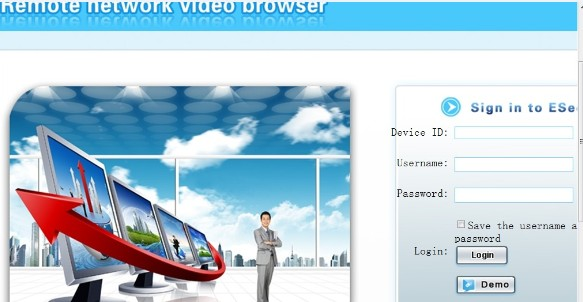 Remote network video browser
Sign in to ESe
Device ID:
Username:
Password:
Save the username a
password
Login:
Login
Demo